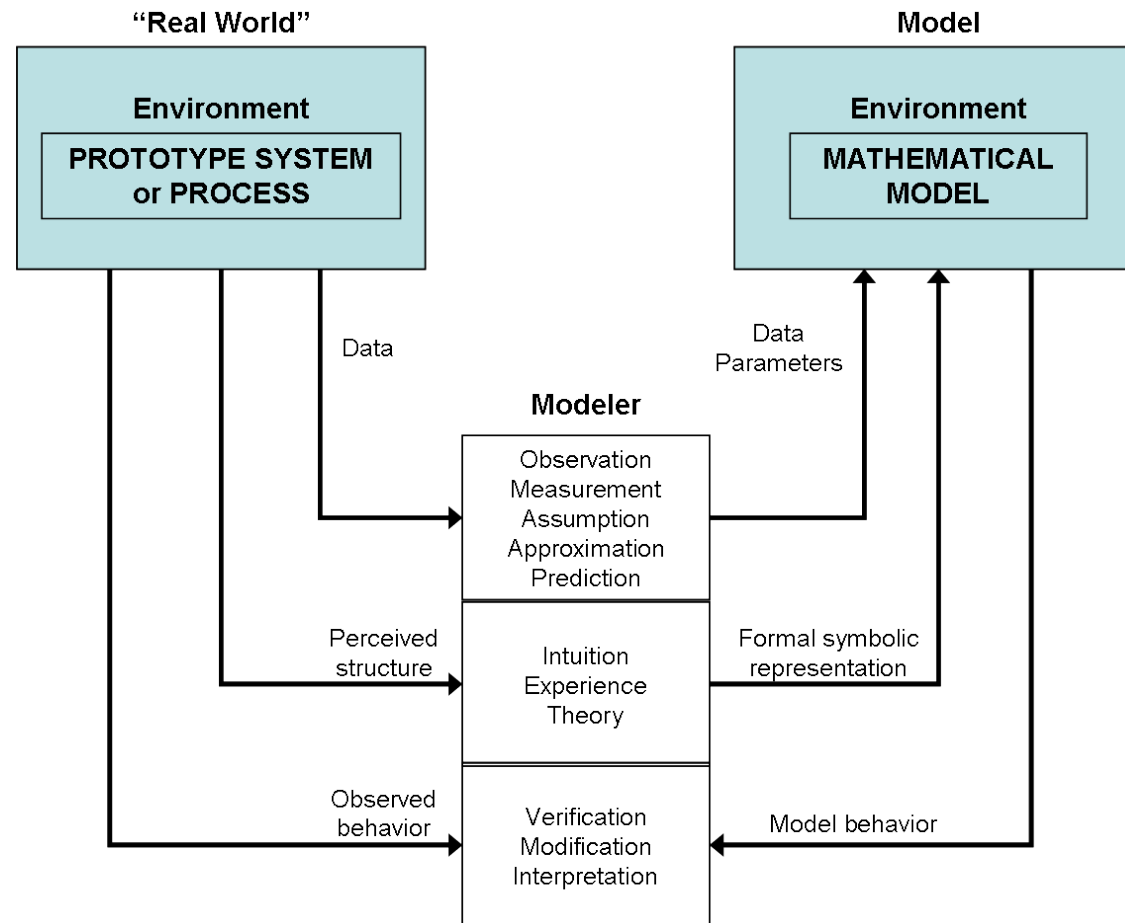 “Real World”
Model
Environment
PROTOTYPE SYSTEM
or PROCESS
Environment
MATHEMATICAL
MODEL
Data
Data
Parameters
Modeler
Observation
Measurement
Assumption
Approximation
Prediction
Perceived
structure
Intuition
Experience
Theory
Formal symbolic
representation
Observed
behavior
Verification
Modification
Interpretation
Model behavior